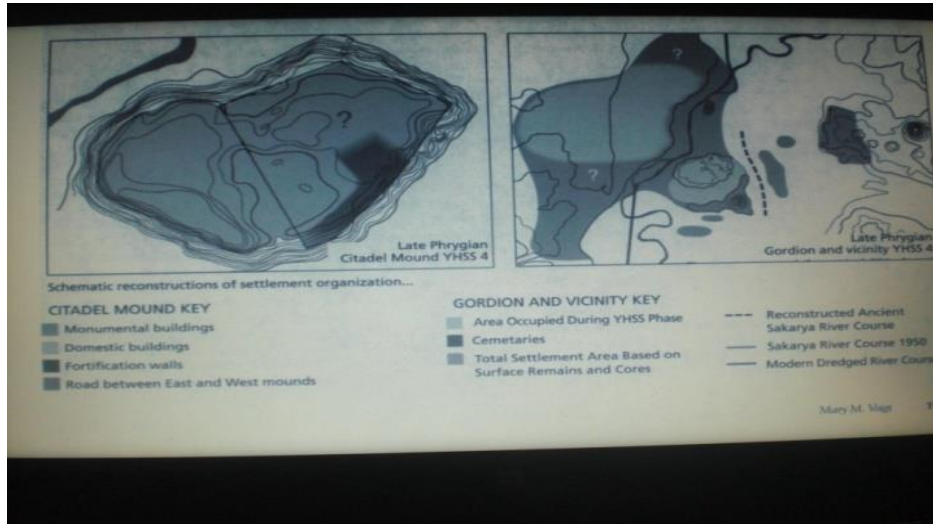 ?
Late Phrygian
Citadel Mound YHSS 4
?
?
Late Phrygian
Gordion and vicinity YHSS 4
Schematic reconstructions of settlement organization...
CITADEL MOUND KEY
Monumental buildings
Domestic buildings
Fortification walls
Road between East and West mounds
GORDION AND VICINITY KEY
Area Occupied During YHSS Phase
Cemetaries
Total Settlement Area Based on
Surface Remains and Cores
Reconstructed Ancient
Sakarya River Course
Sakarya River Course 1950
Modern Dredged River Cours
Mary M. Voigt